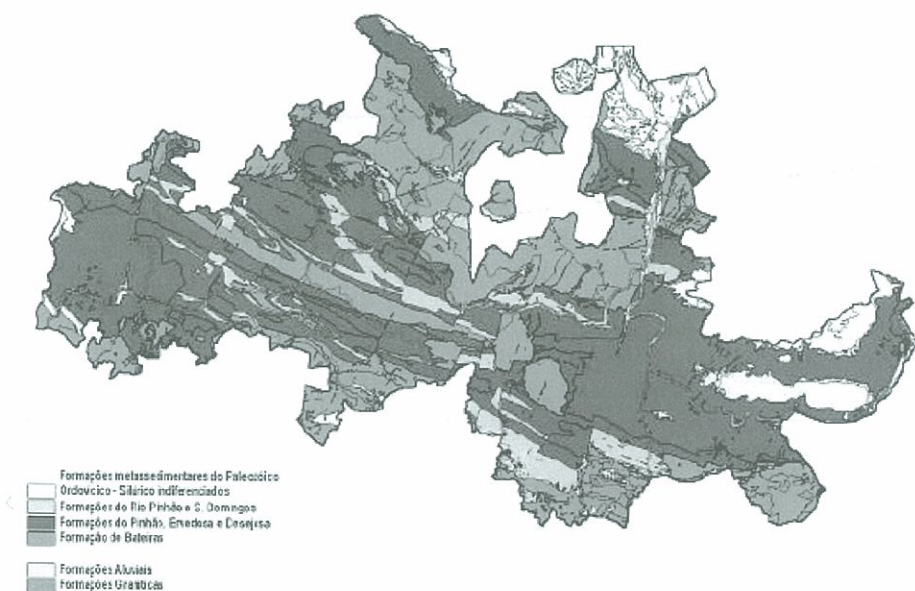 Formações metassedimentares do Paleozóico
Ordovícico - Silúrico indiferenciados
Formações do Rio Pinhão e S. Domingos
Formações do Pinhão, Ervedosa e Desejosa
Formação de Bateiras
Formações Aluviais
Formações Graníticas